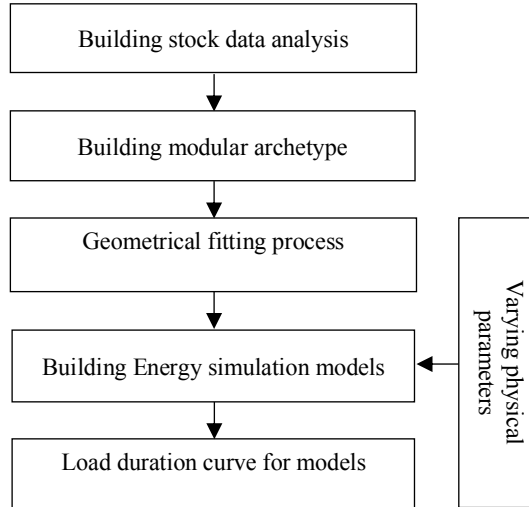 Building stock data analysis
Building modular archetype
Geometrical fitting process
Building Energy simulation models
Load duration curve for models
Varying physical
parameters